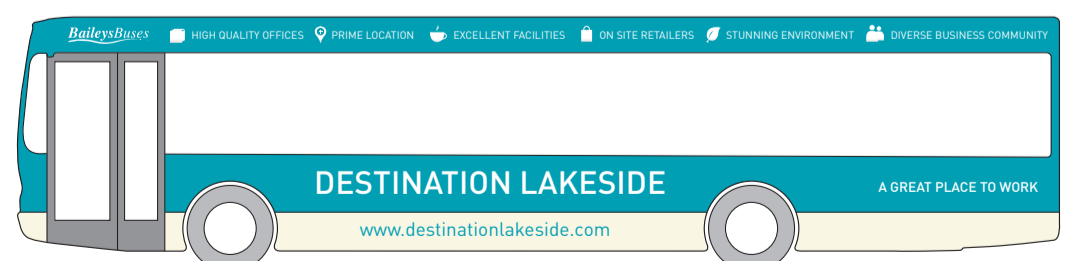 BaileysBuses HIGH QUALITY OFFICES PRIME LOCATION EXCELLENT FACILITIES ON SITE RETAILERS STUNNING ENVIRONMENT DIVERSE BUSINESS COMMUNITY
DESTINATION LAKESIDE
A GREAT PLACE TO WORK
www.destinationlakeside.com